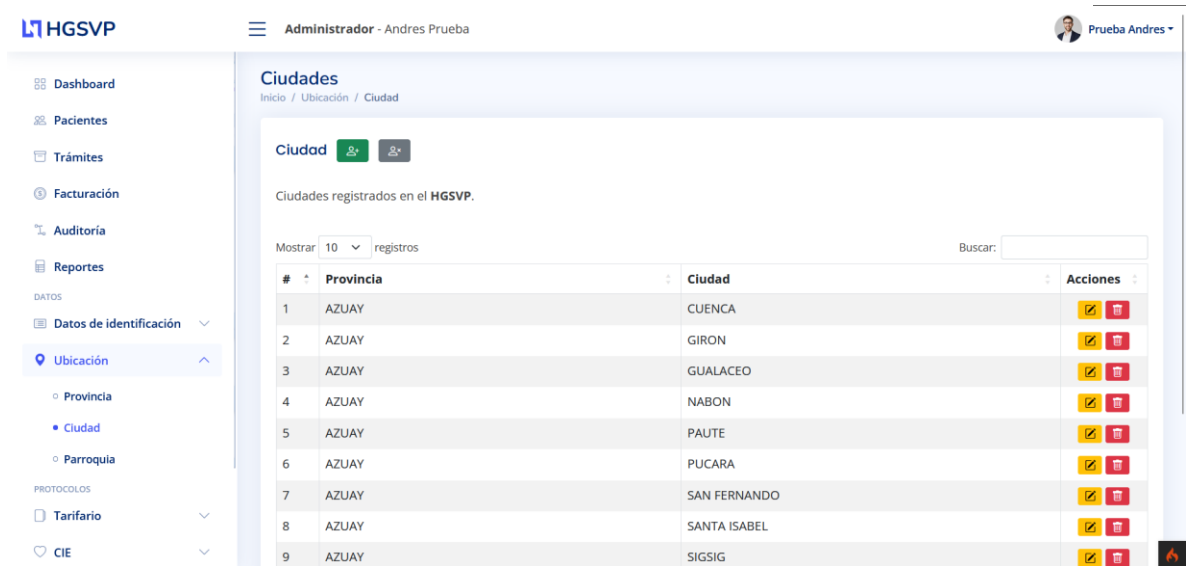 HGSVP
Administrador - Andres Prueba
Prueba Andres
Dashboard
Pacientes
Trámites
Facturación
Auditoría
Reportes
DATOS
Datos de identificación
Ubicación
Provincia
Ciudad
Parroquia
PROTOCOLOS
Tarifario
CIE
Ciudades
Inicio / Ubicación / Ciudad
Ciudad
Ciudades registrados en el HGSVP.
Mostrar 10 registros
Buscar:
# Provincia Ciudad Acciones
1 AZUAY CUENCA
2 AZUAY GIRON
3 AZUAY GUALACEO
4 AZUAY NABON
5 AZUAY PAUTE
6 AZUAY PUCARA
7 AZUAY SAN FERNANDO
8 AZUAY SANTA ISABEL
9 AZUAY SIGSIG